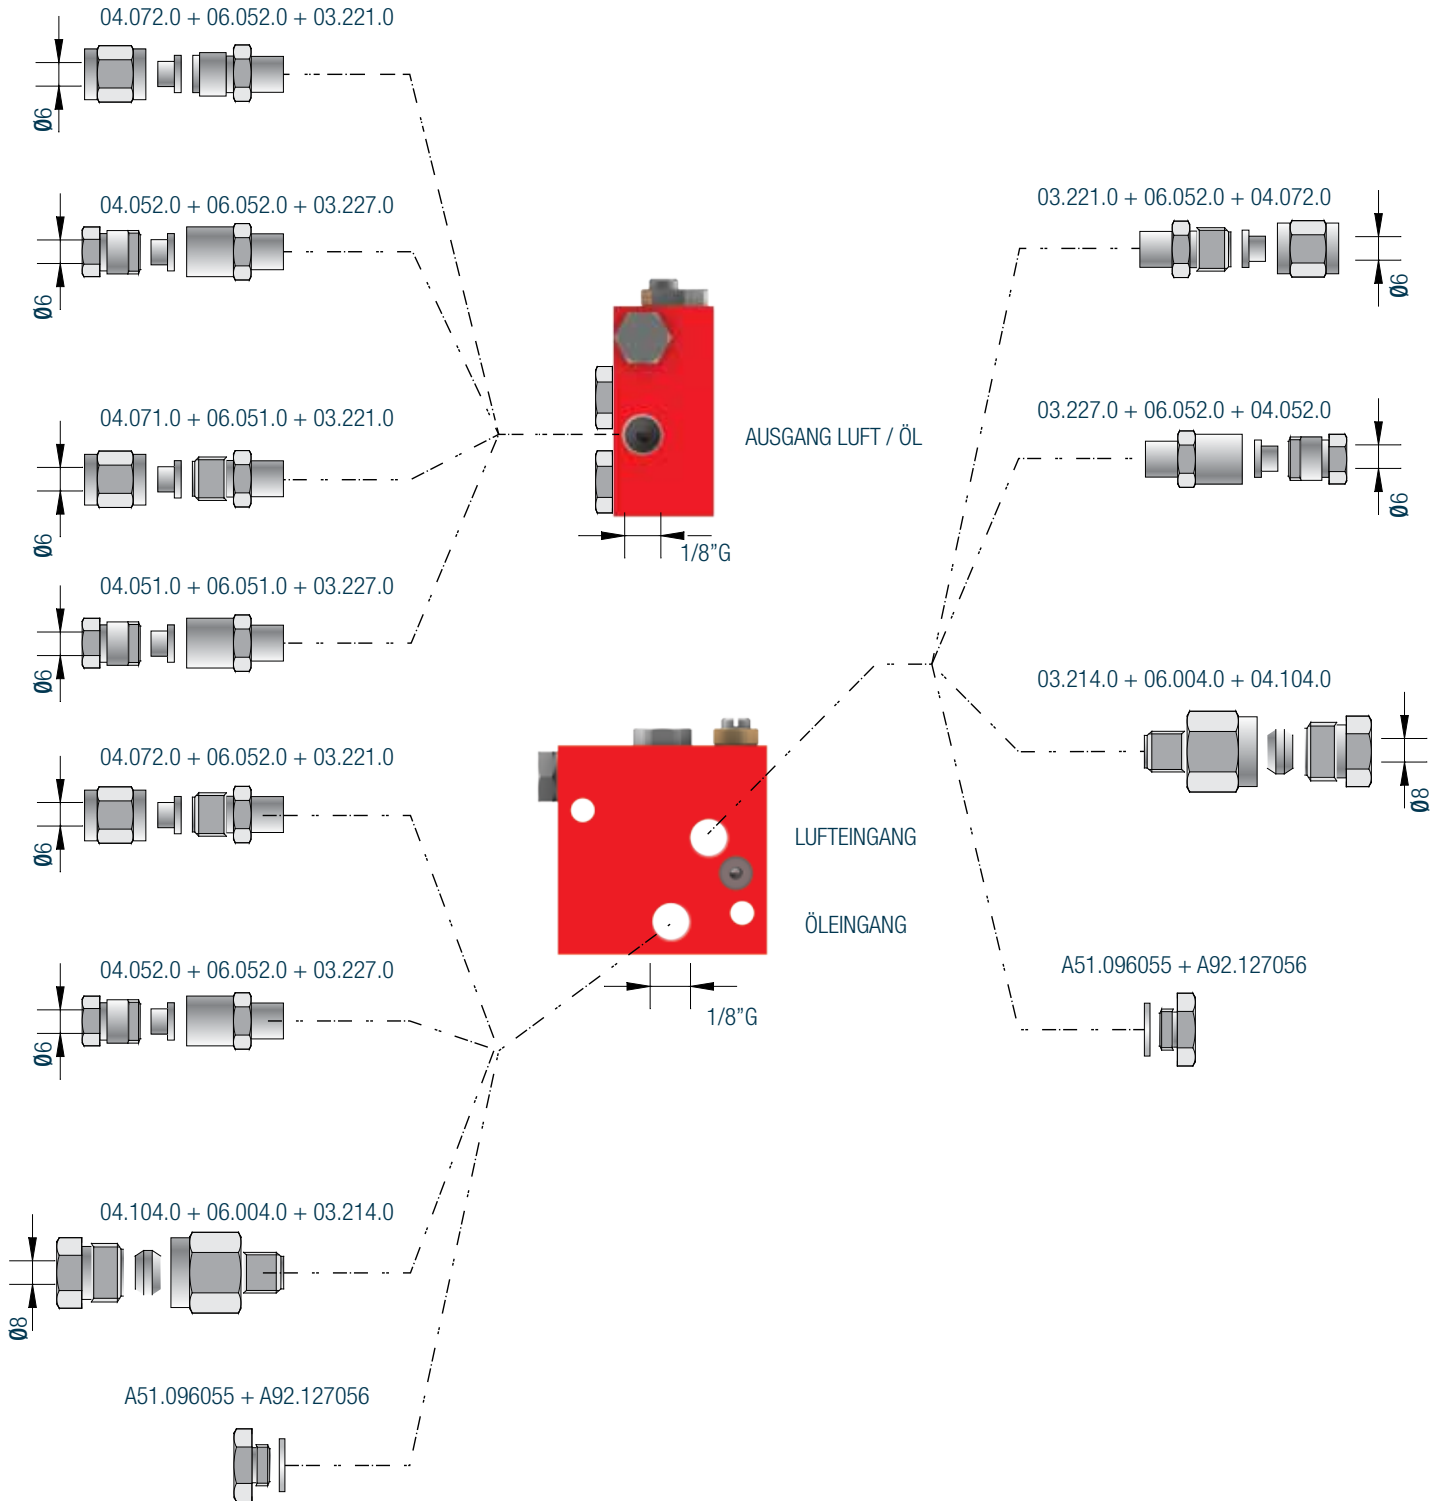 04.072.0 + 06.052.0 + 03.221.0
Ø6
04.052.0 + 06.052.0 + 03.227.0
Ø6
04.071.0 + 06.051.0 + 03.221.0
Ø6
04.051.0 + 06.051.0 + 03.227.0
Ø6
AUSGANG LUFT / ÖL
1/8"G
03.221.0 + 06.052.0 + 04.072.0
Ø6
03.227.0 + 06.052.0 + 04.052.0
Ø6
03.214.0 + 06.004.0 + 04.104.0
Ø8
A51.096055 + A92.127056
LUFTEINGANG
ÖLEINGANG
1/8"G
04.072.0 + 06.052.0 + 03.221.0
Ø6
04.052.0 + 06.052.0 + 03.227.0
Ø6
04.104.0 + 06.004.0 + 03.214.0
Ø8
A51.096055 + A92.127056